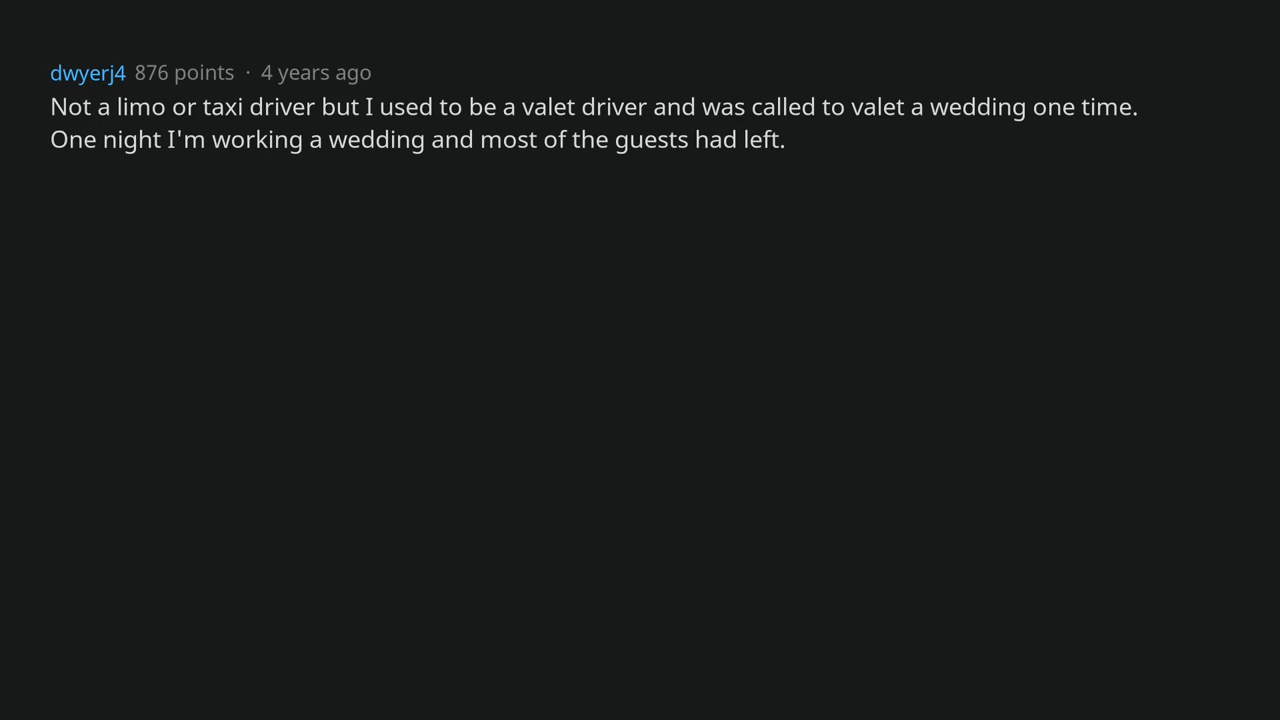 dwyerj4 876 points · 4 years ago
Not a limo or taxi driver but I used to be a valet driver and was called to valet a wedding one time.
One night I'm working a wedding and most of the guests had left.